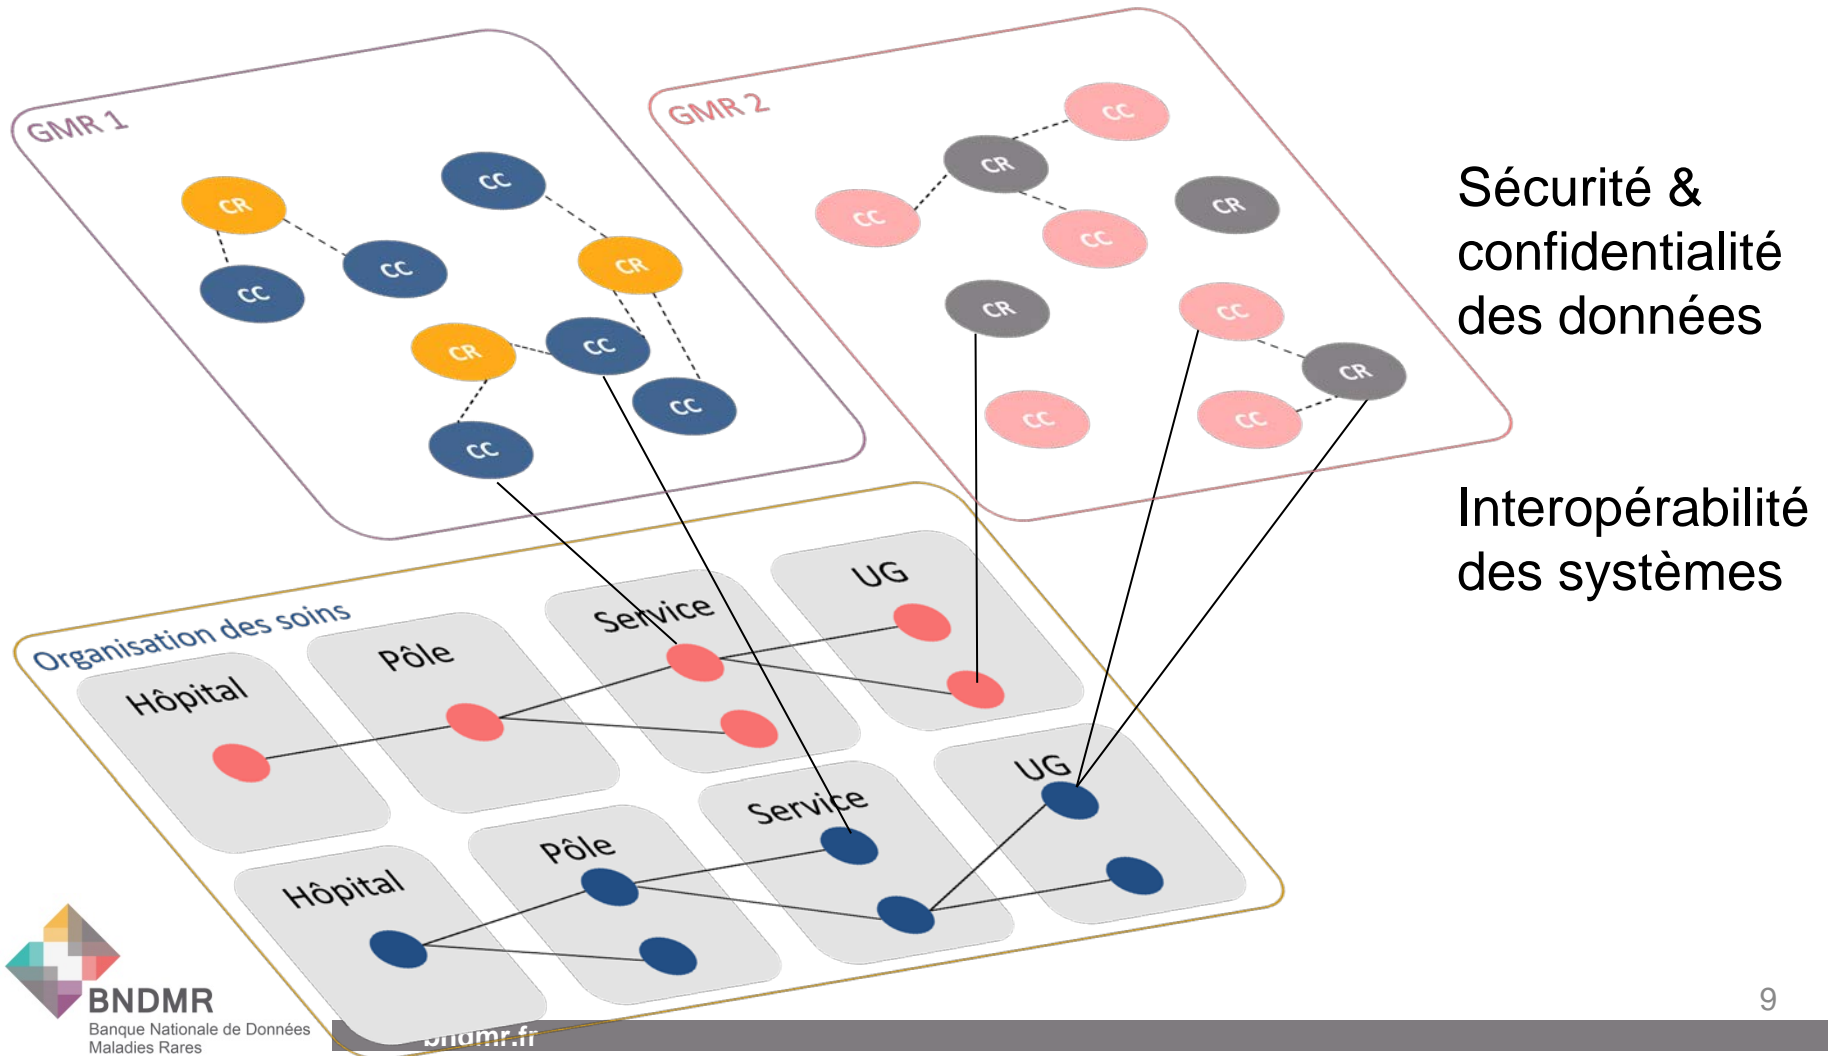 GMR 1
CR
CC
CC
CC
CR
CR
CC
CC
CC
GMR 2
CC
CR
CC
CC
CR
CR
CC
CR
CC
CC
Sécurité &
confidentialité
des données
Interopérabilité
des systèmes
Organisation des soins
Hôpital
Pôle
Service
UG
Hôpital
Pôle
Service
UG
BNDMR
Banque Nationale de Données
Maladies Rares
bndmr.fr
9